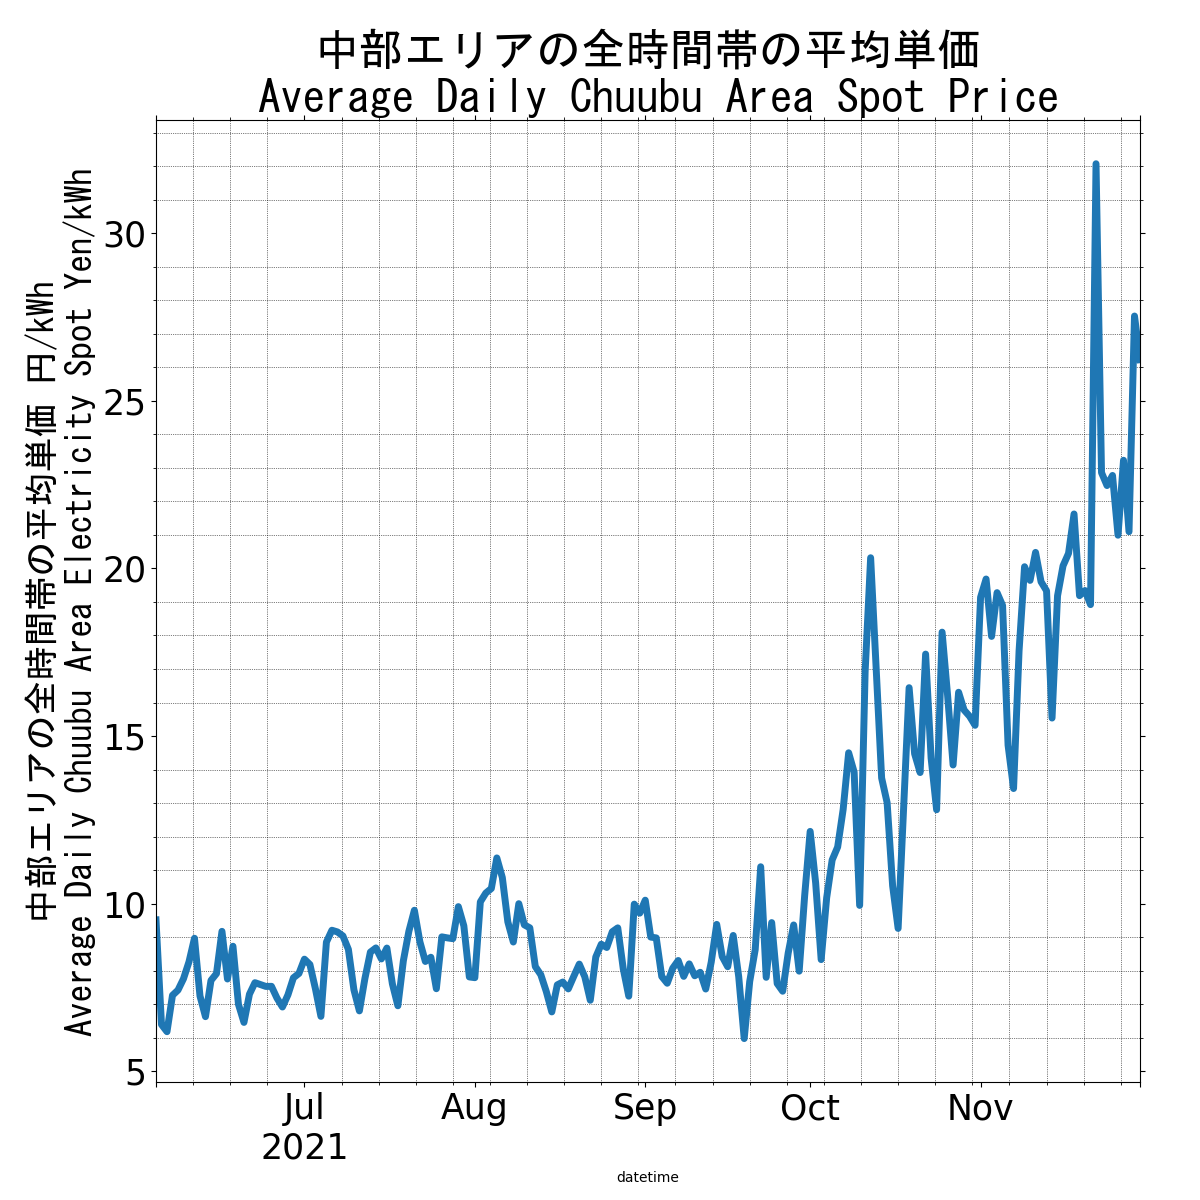 中部エリアの全時間帯の平均単価
Average Daily Chuubu Area Spot Price
中部エリアの全時間帯の平均単価 円/kWh
Average Daily Chuubu Area Electricity Spot Yen/kWh
30
25
20
15
10
5
Jul
2021
Aug
Sep
Oct
Nov
datetime